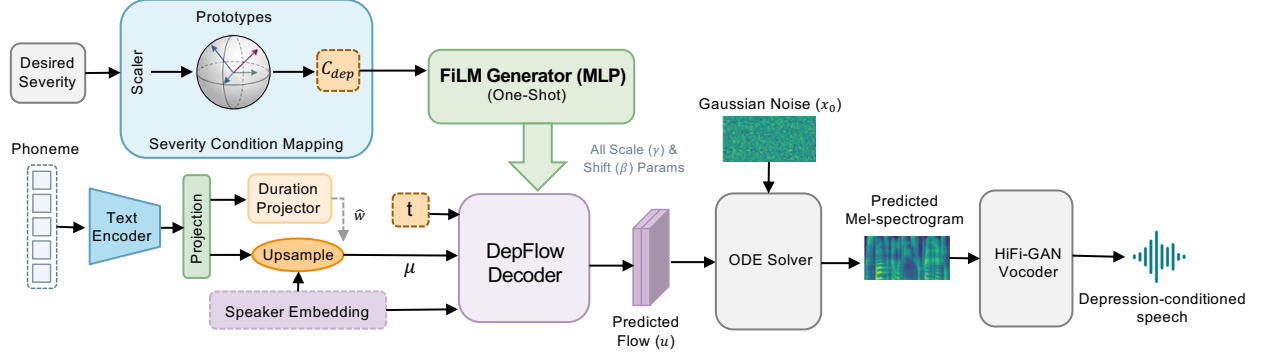 Desired
Severity
Scaler
Prototypes
C_dep
Severity Condition Mapping
FiLM Generator (MLP)
(One-Shot)
All Scale (γ) &
Shift (β) Params
Gaussian Noise (x₀)
Phoneme
Text
Encoder
Projection
Duration
Projector
ŵ
Upsample
μ
Speaker Embedding
t
DepFlow
Decoder
Predicted
Flow (u)
ODE Solver
Predicted
Mel-spectrogram
HiFi-GAN
Vocoder
Depression-conditioned
speech